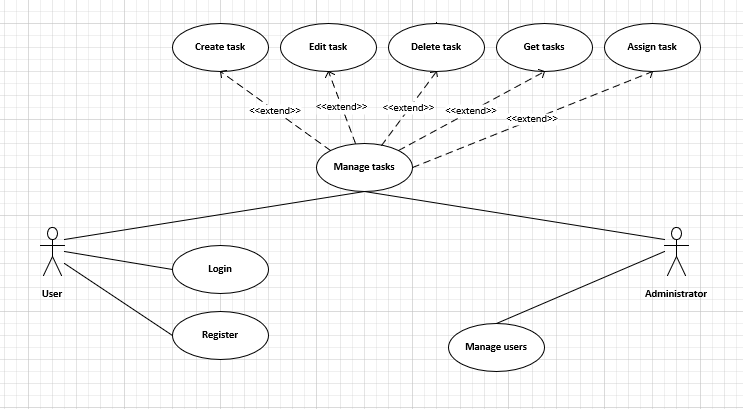 Create task
Edit task
Delete task
Get tasks
Assign task
<<extend>>
<<extend>>
<<extend>>
<<extend>>
<<extend>>
Manage tasks
User
Login
Register
Administrator
Manage users